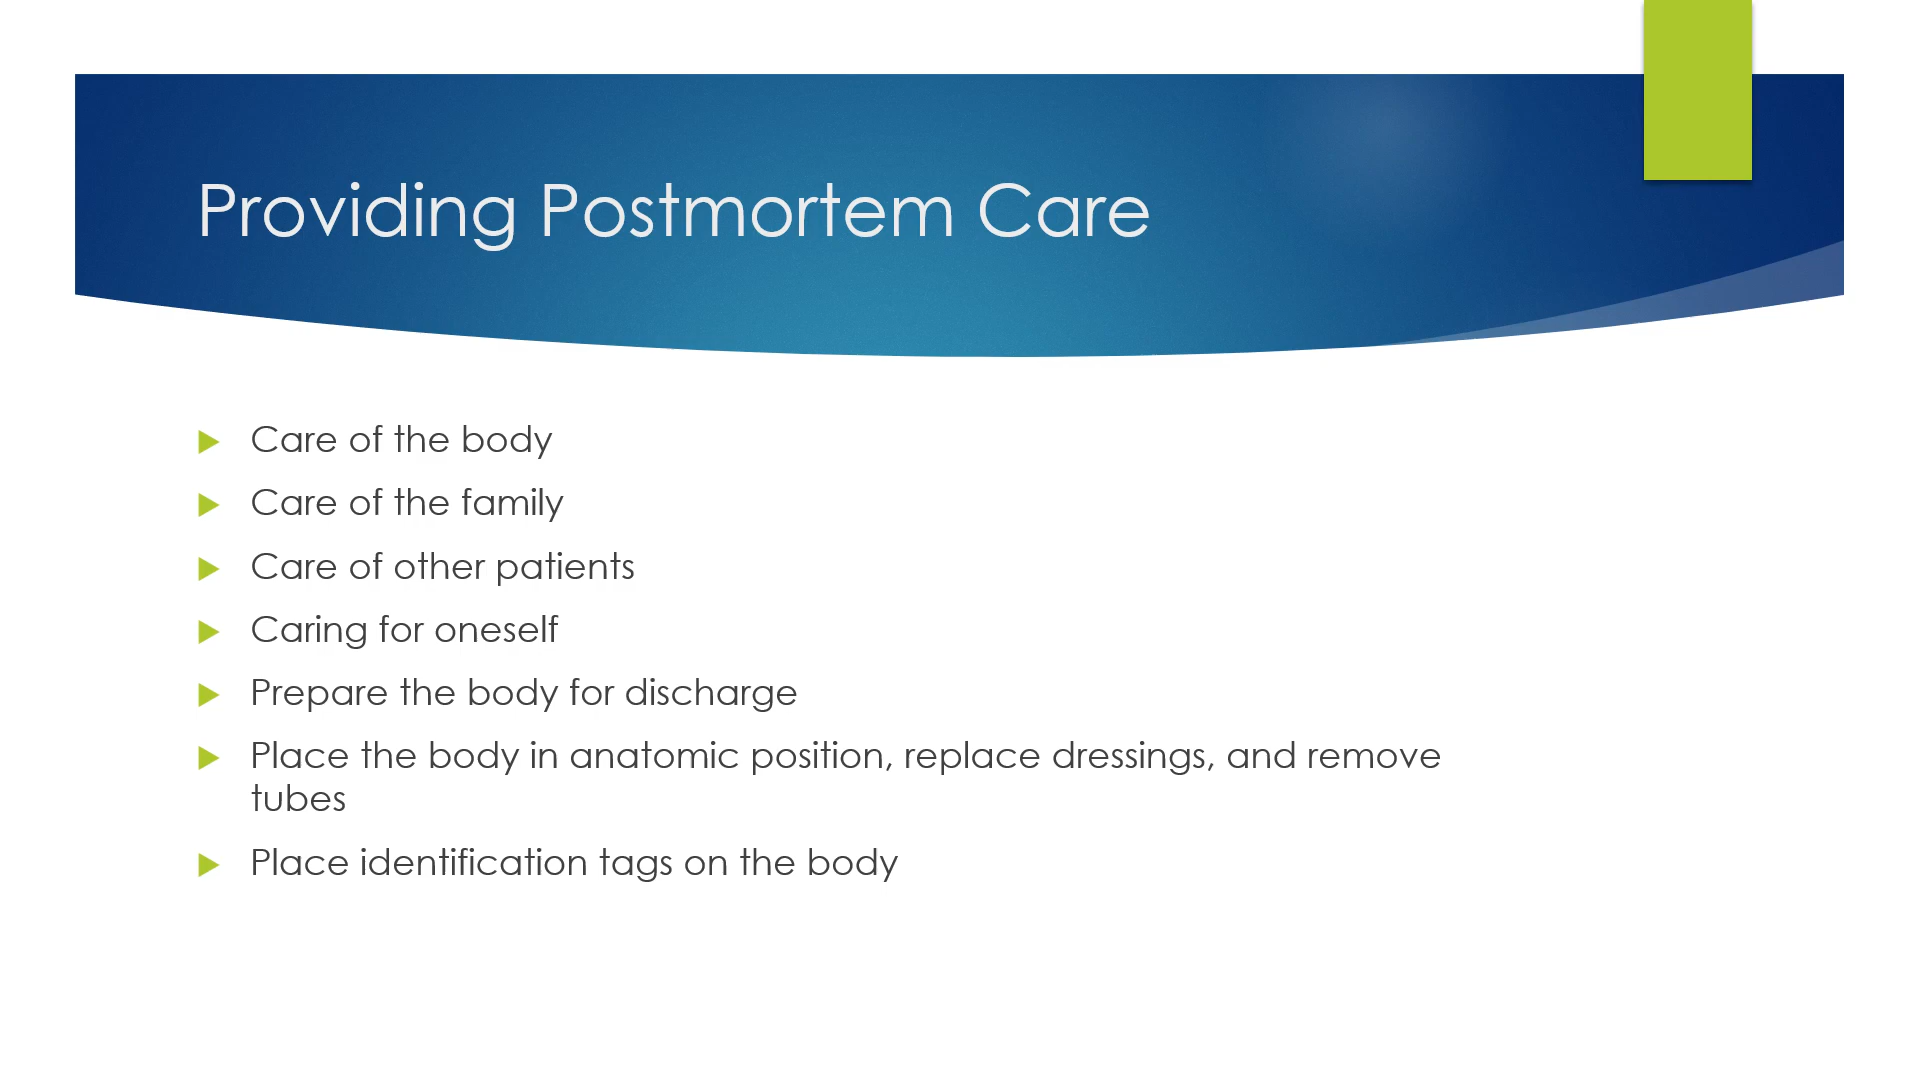 Providing Postmortem Care
Care of the body
Care of the family
Care of other patients
Caring for oneself
Prepare the body for discharge
Place the body in anatomic position, replace dressings, and remove
tubes
Place identification tags on the body